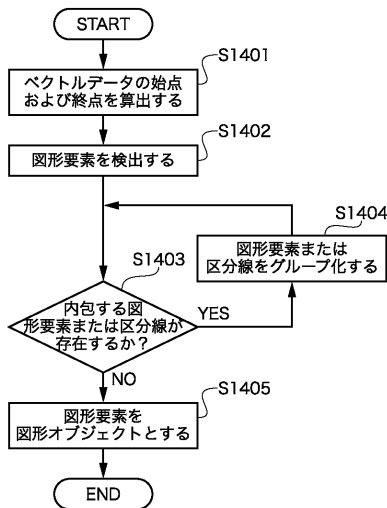 START
S1401
ベクトルデータの始点
および終点を算出する
S1402
図形要素を検出する
S1404
図形要素または
区分線をグループ化する
S1403
内包する図
形要素または区分線が
存在するか？
YES
NO
S1405
図形要素を
図形オブジェクトとする
END